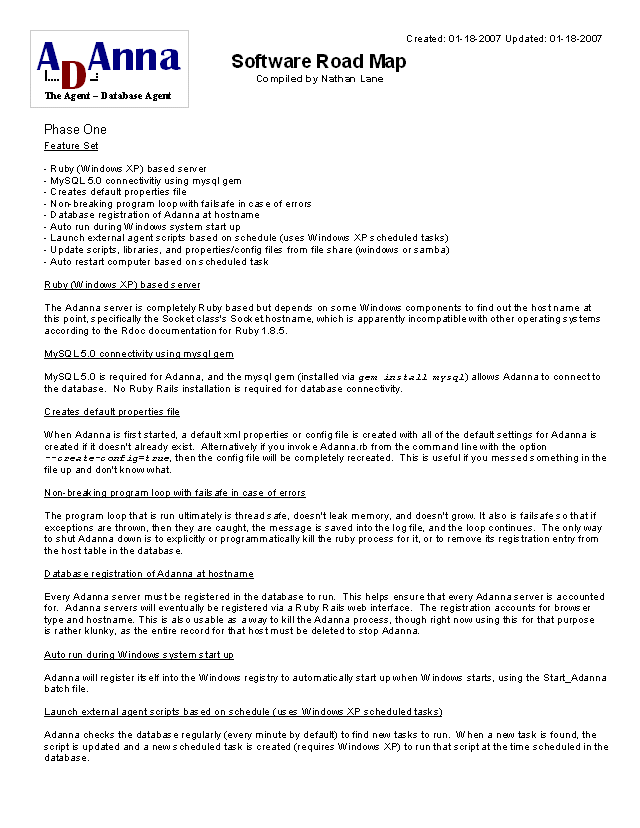 Created: 01-18-2007 Updated: 01-18-2007
ADAnna
The Agent – Database Agent
Software Road Map
Compiled by Nathan Lane
Phase One
Feature Set
- Ruby (Windows XP) based server
- MySQL 5.0 connectivitiy using mysql gem
- Creates default properties file
- Non-breaking program loop with failsafe in case of errors
- Database registration of Adanna at hostname
- Auto run during Windows system start up
- Launch external agent scripts based on schedule (uses Windows XP scheduled tasks)
- Update scripts, libraries, and properties/config files from file share (windows or samba)
- Auto restart computer based on scheduled task
Ruby (Windows XP) based server
The Adanna server is completely Ruby based but depends on some Windows components to find out the host name at
this point, specifically the Socket class's Socket.hostname, which is apparently incompatible with other operating systems
according to the Rdoc documentation for Ruby 1.8.5.
MySQL 5.0 connectivity using mysql gem
MySQL 5.0 is required for Adanna, and the mysql gem (installed via gem install mysql) allows Adanna to connect to
the database. No Ruby Rails installation is required for database connectivity.
Creates default properties file
When Adanna is first started, a default xml properties or config file is created with all of the default settings for Adanna is
created if it doesn't already exist. Alternatively if you invoke Adanna.rb from the command line with the option
--create-config=true, then the config file will be completely recreated. This is useful if you messed something in the
file up and don't know what.
Non-breaking program loop with failsafe in case of errors
The program loop that is run ultimately is thread safe, doesn't leak memory, and doesn't grow. It also is failsafe so that if
exceptions are thrown, then they are caught, the message is saved into the log file, and the loop continues. The only way
to shut Adanna down is to explicitly or programmatically kill the ruby process for it, or to remove its registration entry from
the host table in the database.
Database registration of Adanna at hostname
Every Adanna server must be registered in the database to run. This helps ensure that every Adanna server is accounted
for. Adanna servers will eventually be registered via a Ruby Rails web interface. The registration accounts for browser
type and hostname. This is also usable as a way to kill the Adanna process, though right now using this for that purpose
is rather klunky, as the entire record for that host must be deleted to stop Adanna.
Auto run during Windows system start up
Adanna will register itself into the Windows registry to automatically start up when Windows starts, using the Start_Adanna
batch file.
Launch external agent scripts based on schedule (uses Windows XP scheduled tasks)
Adanna checks the database regularly (every minute by default) to find new tasks to run. When a new task is found, the
script is updated and a new scheduled task is created (requires Windows XP) to run that script at the time scheduled in the
database.